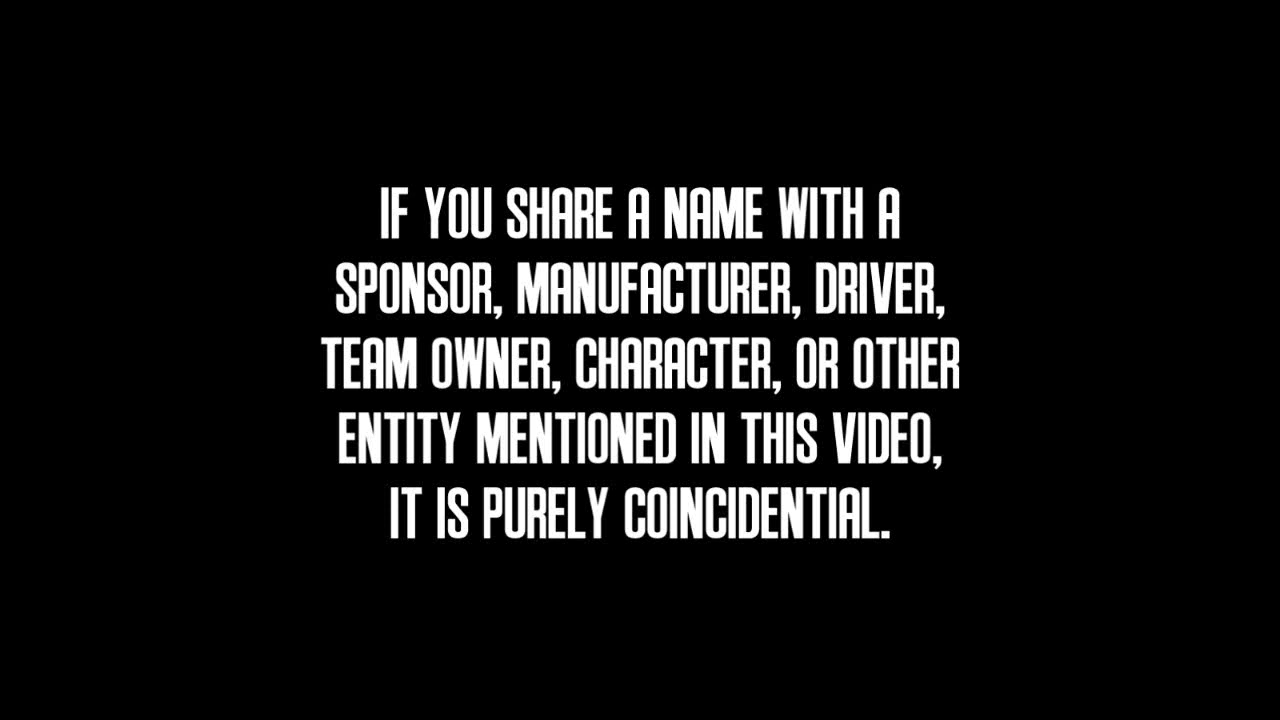 IF YOU SHARE A NAME WITH A
SPONSOR, MANUFACTURER, DRIVER,
TEAM OWNER, CHARACTER, OR OTHER
ENTITY MENTIONED IN THIS VIDEO,
IT IS PURELY COINCIDENTIAL.